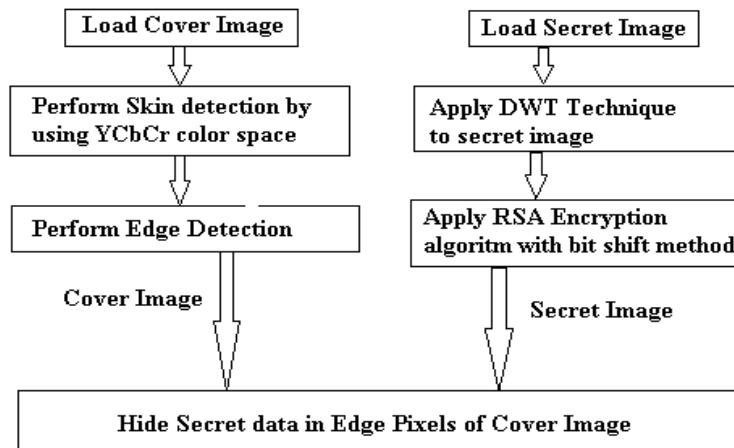 Load Cover Image
Load Secret Image
Perform Skin detection by
using YCbCr color space
Apply DWT Technique
to secret image
Perform Edge Detection
Apply RSA Encryption
algoritm with bit shift method
Cover Image
Secret Image
Hide Secret data in Edge Pixels of Cover Image